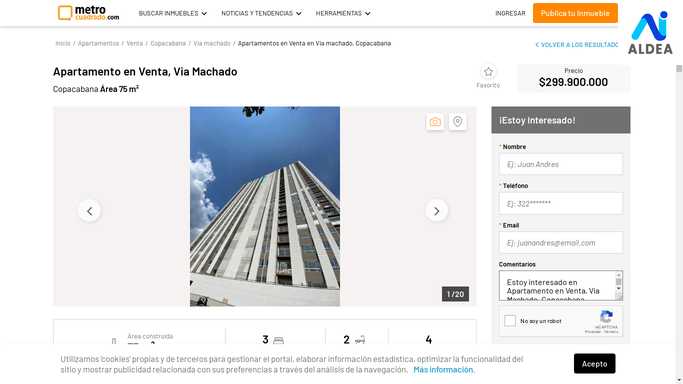 metro
cuadrado.com
BUSCAR INMUEBLES
NOTICIAS Y TENDENCIAS
HERRAMIENTAS
INGRESAR
Publica tu inmueble
ALDEA
Inicio / Apartamentos / Venta / Copacabana / Via machado / Apartamentos en Venta en Via machado, Copacabana
VOLVER A LOS RESULTADO
Apartamento en Venta, Via Machado
Copacabana Área 75 m²
Favorito
Precio
$299.900.000
1 / 20
¡Estoy Interesado!
* Nombre
Ej: Juan Andres
* Teléfono
Ej: 322*******
* Email
Ej: juanandres@email.com
Comentarios
Estoy interesado en
Apartamento en Venta, Via
Machado, Copacabana
No soy un robot
reCAPTCHA
Privacidad - Términos
Área construida
3
2
4
Utilizamos 'cookies' propias y de terceros para gestionar el portal, elaborar información estadística, optimizar la funcionalidad del
sitio y mostrar publicidad relacionada con sus preferencias a través del análisis de la navegación. Más información.
Acepto